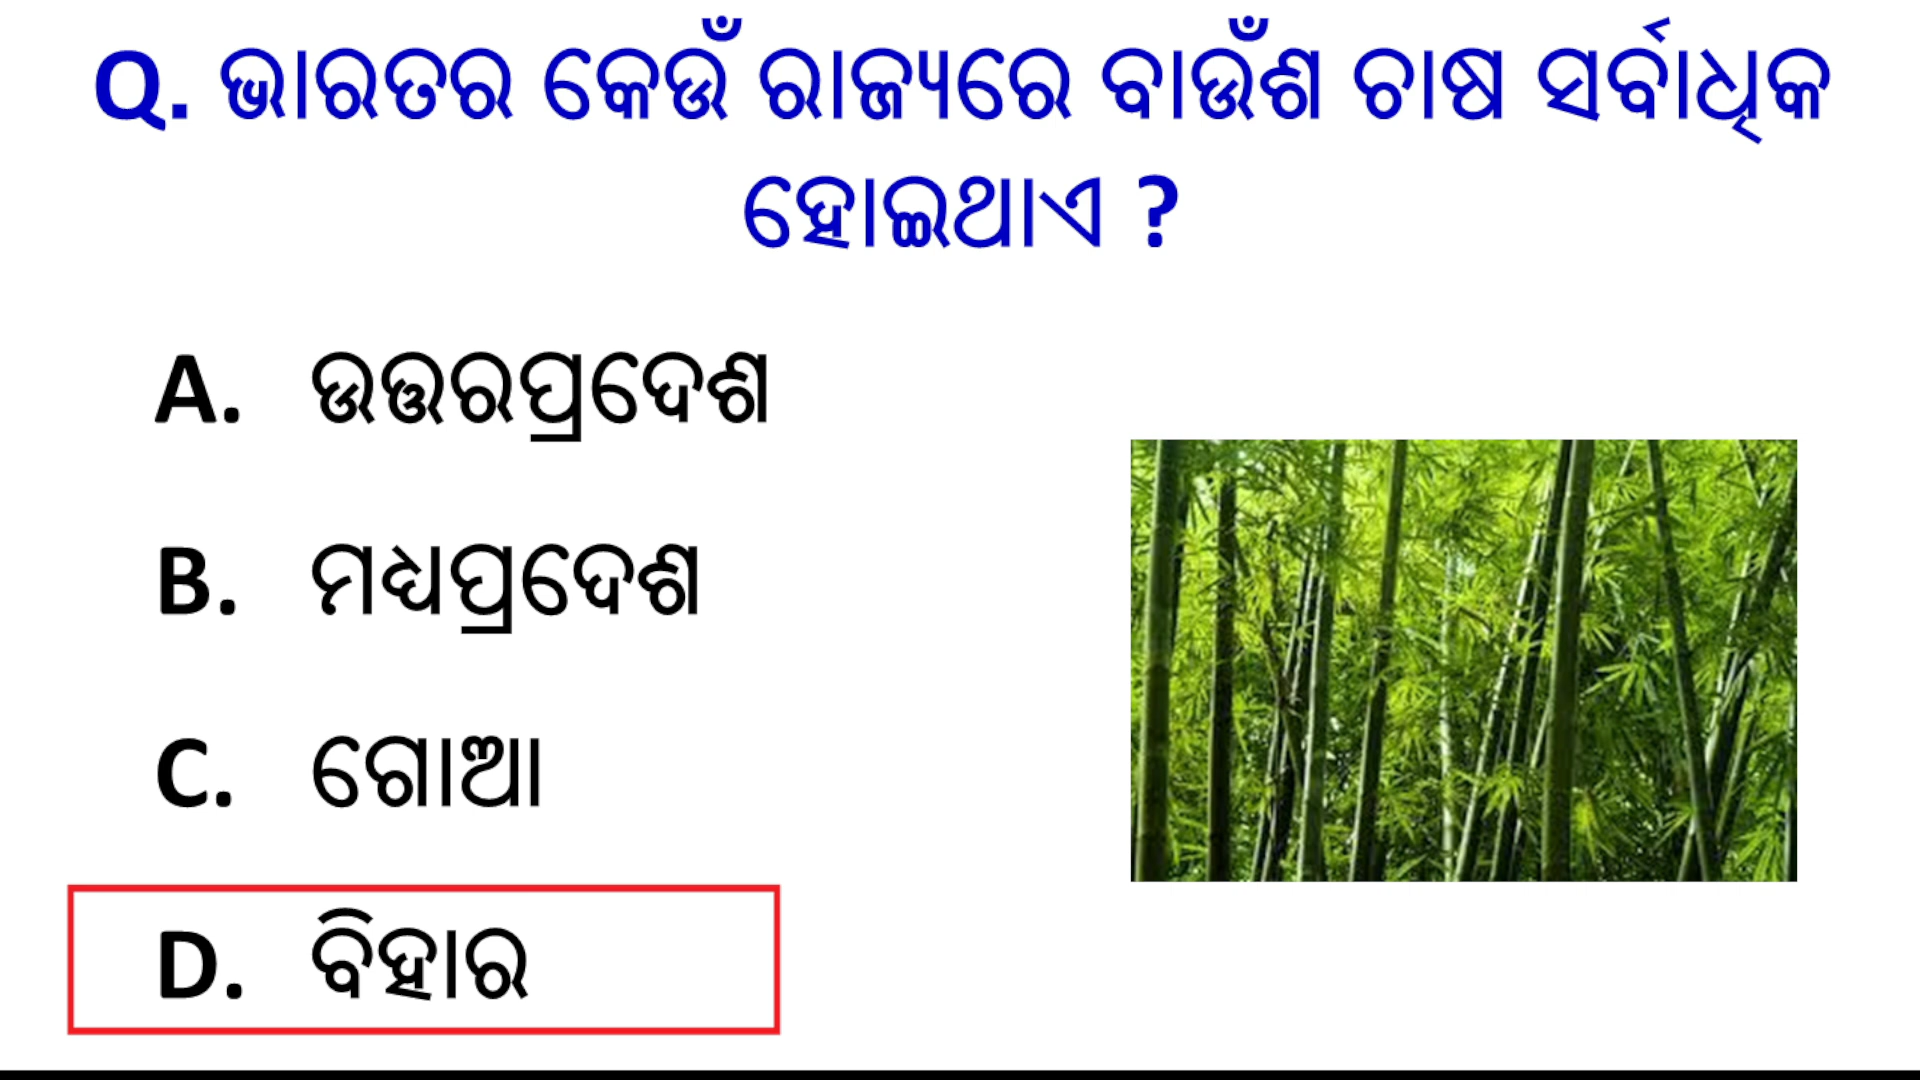 Q. ଭାରତର କେଉଁ ରାଜ୍ୟରେ ବାଉଁଶ ଚାଷ ସର୍ବାଧିକ
ହୋଇଥାଏ ?
A. ଉତ୍ତରପ୍ରଦେଶ
B. ମଧ୍ୟପ୍ରଦେଶ
C. ଗୋଆ
D. ବିହାର